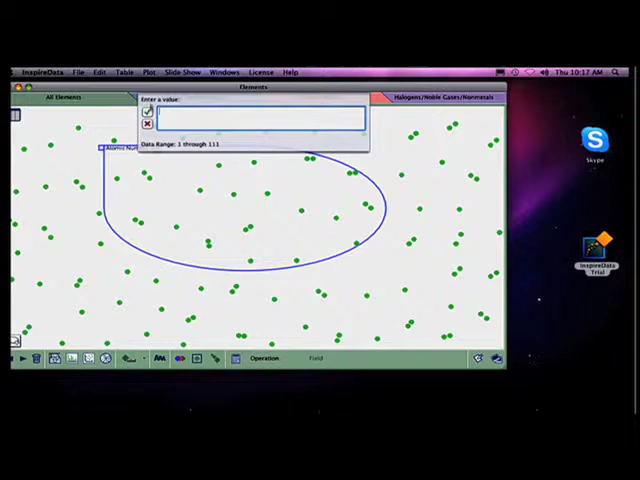 InspireData File Edit Table Plot Slide Show Windows License Help Thu 10:17 AM
Elements
All Elements Halogens/Noble Gases/Nonmetals
Enter a value:
Data Range: 1 through 111
Skype
InspireData
Trial
Operation Field